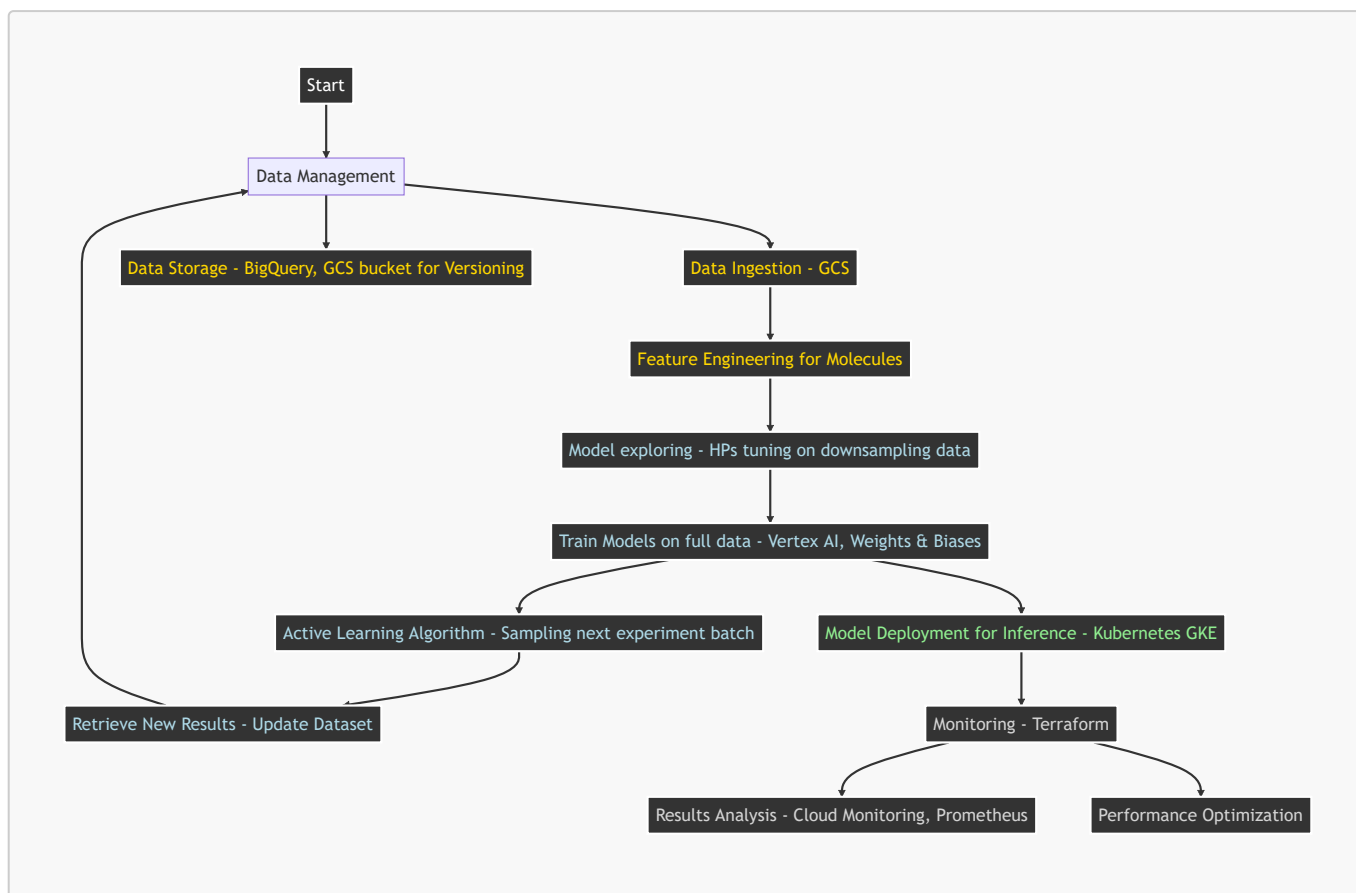 Start
Data Management
Data Storage - BigQuery, GCS bucket for Versioning
Data Ingestion - GCS
Feature Engineering for Molecules
Model exploring - HPs tuning on downsampling data
Train Models on full data - Vertex AI, Weights & Biases
Active Learning Algorithm - Sampling next experiment batch
Model Deployment for Inference - Kubernetes GKE
Retrieve New Results - Update Dataset
Monitoring - Terraform
Results Analysis - Cloud Monitoring, Prometheus
Performance Optimization